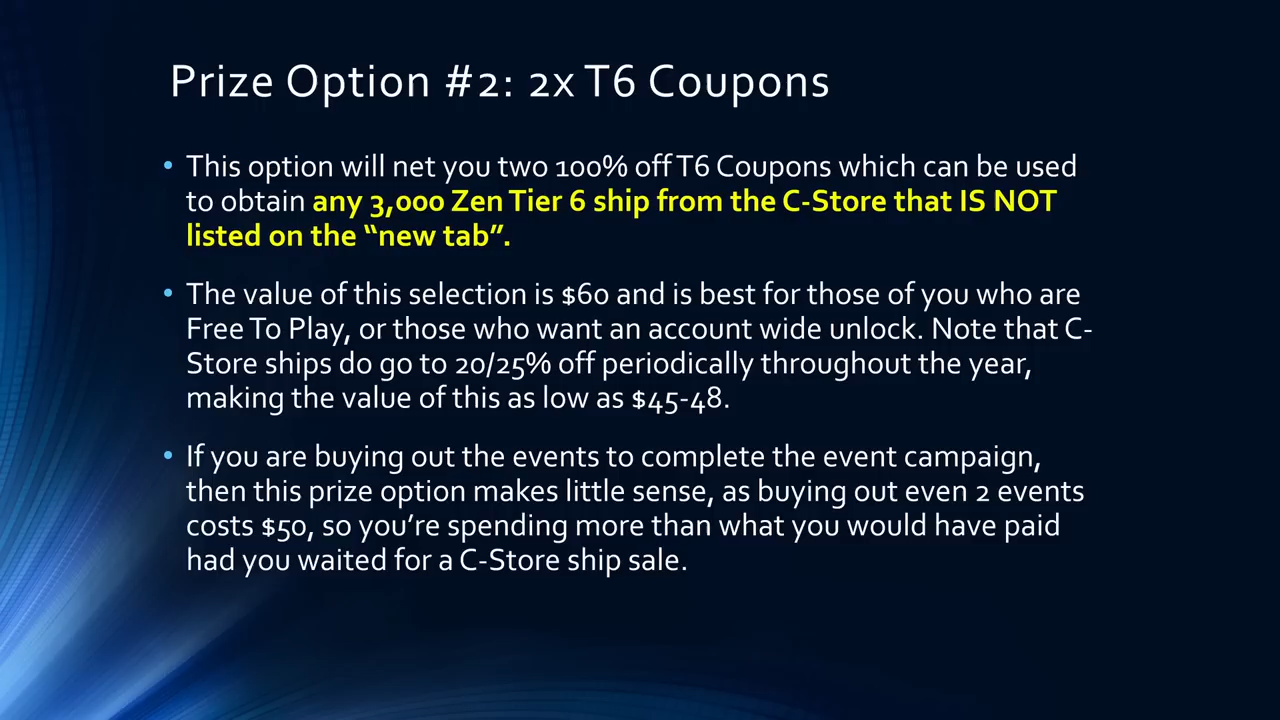 Prize Option #2: 2x T6 Coupons
• This option will net you two 100% off T6 Coupons which can be used
to obtain any 3,000 Zen Tier 6 ship from the C-Store that IS NOT
listed on the “new tab”.
• The value of this selection is $60 and is best for those of you who are
Free To Play, or those who want an account wide unlock. Note that C-
Store ships do go to 20/25% off periodically throughout the year,
making the value of this as low as $45-48.
• If you are buying out the events to complete the event campaign,
then this prize option makes little sense, as buying out even 2 events
costs $50, so you’re spending more than what you would have paid
had you waited for a C-Store ship sale.